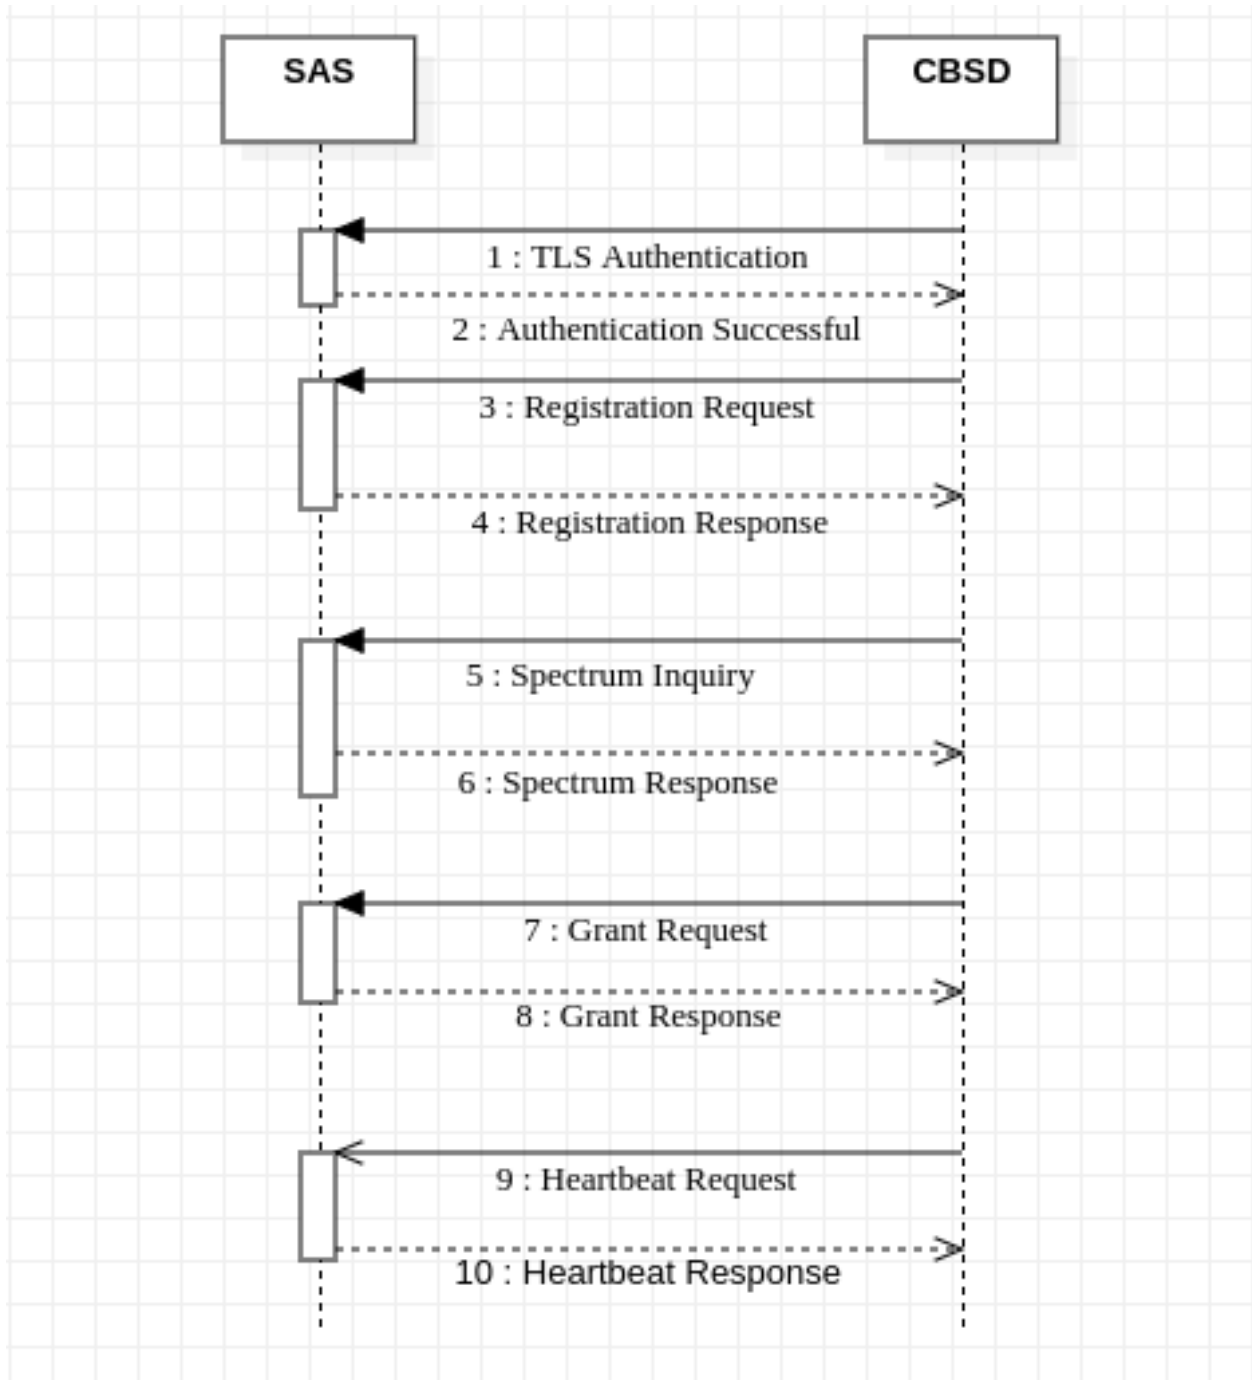 SAS
CBSD
1 : TLS Authentication
2 : Authentication Successful
3 : Registration Request
4 : Registration Response
5 : Spectrum Inquiry
6 : Spectrum Response
7 : Grant Request
8 : Grant Response
9 : Heartbeat Request
10 : Heartbeat Response